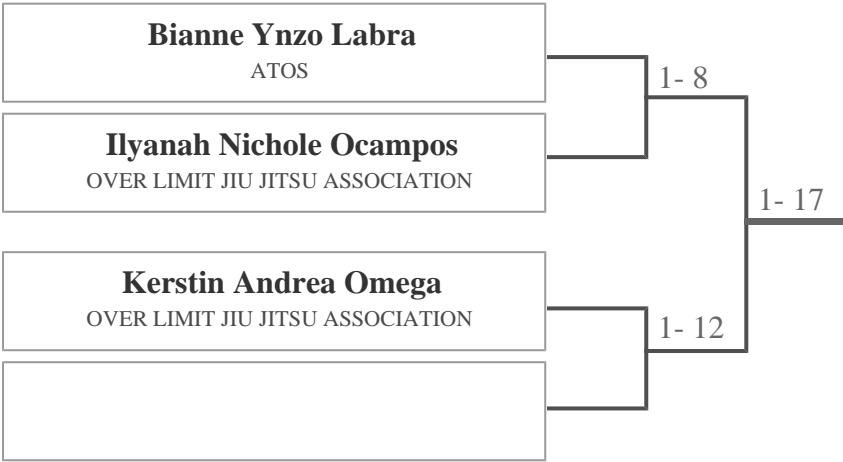 Bianne Ynzo Labra
ATOS
1- 8
Ilyanah Nichole Ocampos
OVER LIMIT JIU JITSU ASSOCIATION
1- 17
Kerstin Andrea Omega
OVER LIMIT JIU JITSU ASSOCIATION
1- 12